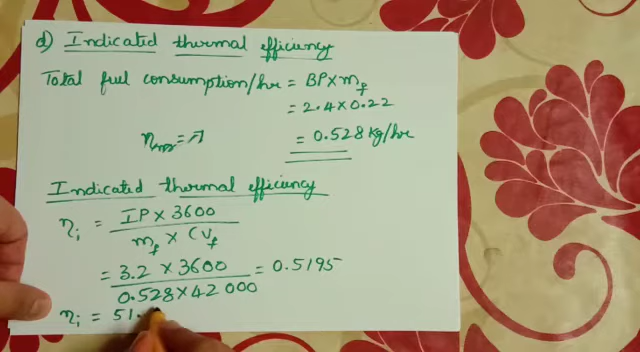 d) Indicated thermal efficiency
Total fuel consumption/hr = BP × m_f
= 2.4 × 0.22
= 0.528 kg/hr
Indicated thermal efficiency
η_i = IP × 3600 / m_f × CV_f
= 3.2 × 3600 / 0.528 × 42000 = 0.5195
η_i = 51.